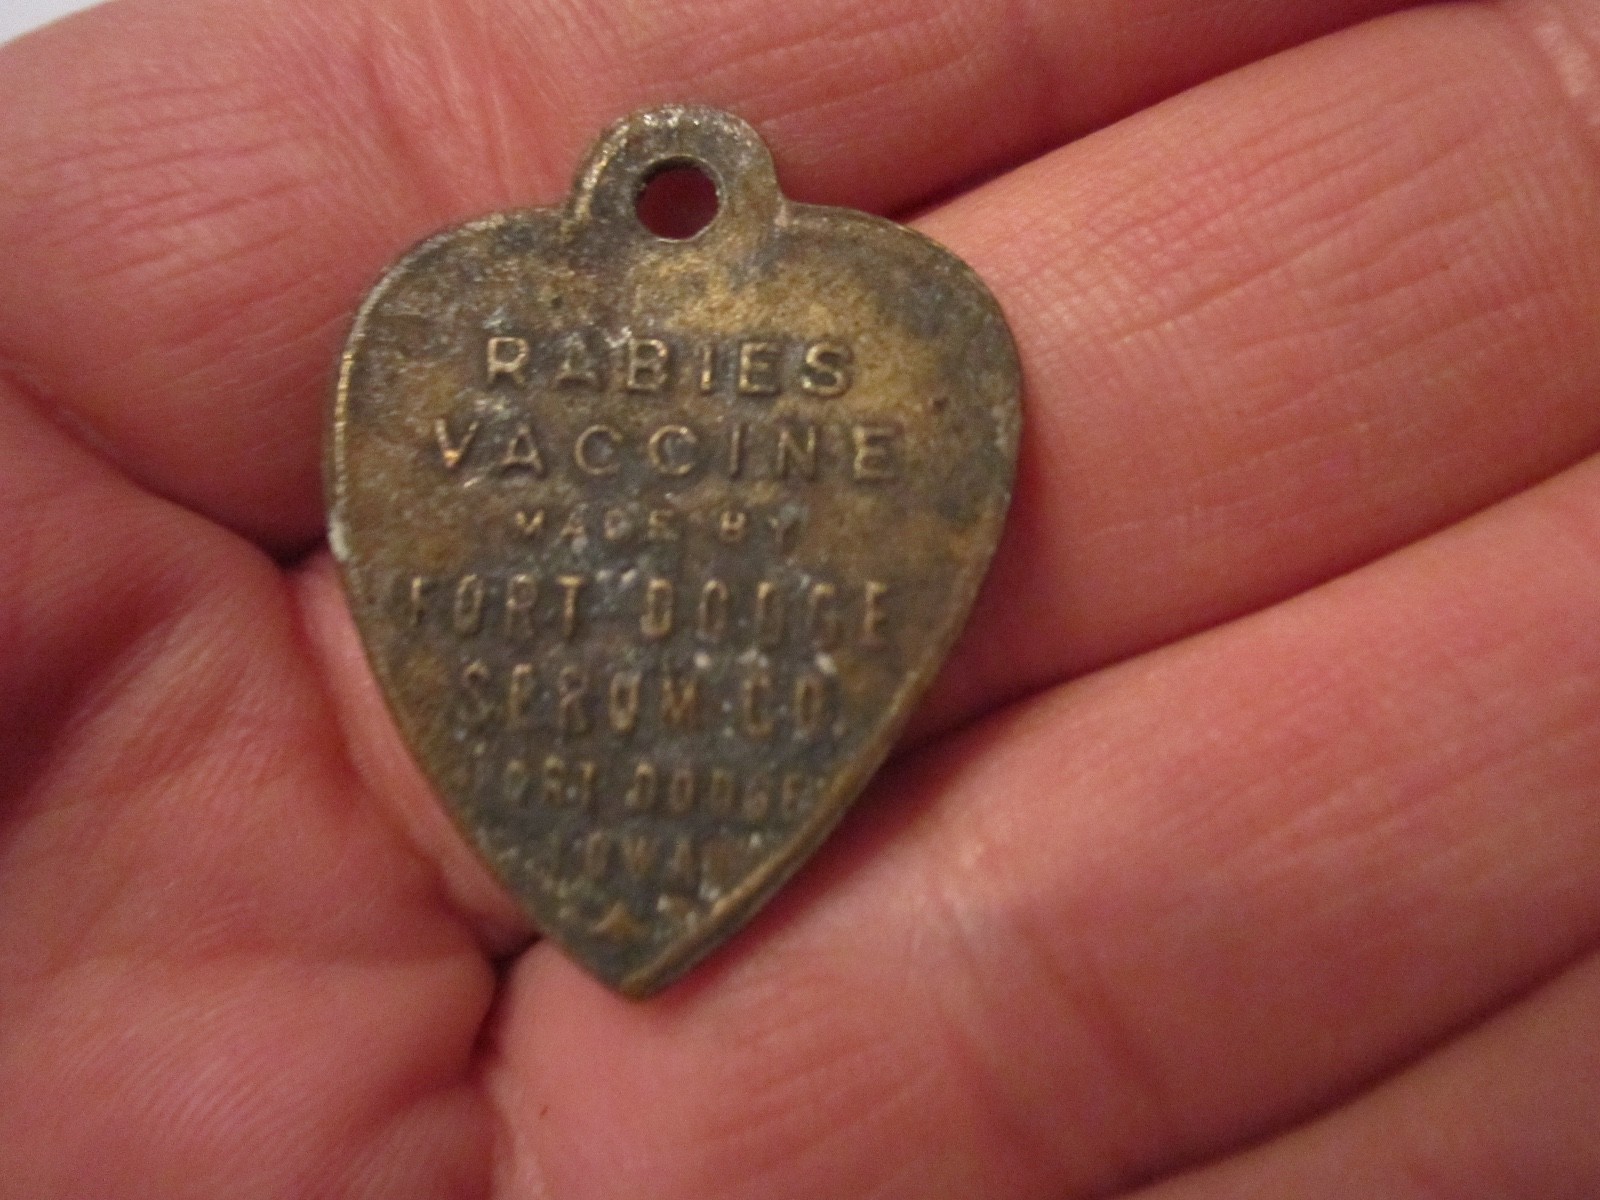 RABIES
VACCINE
MADE BY
FORT DODGE
SERUM CO.
FORT DODGE
IOWA